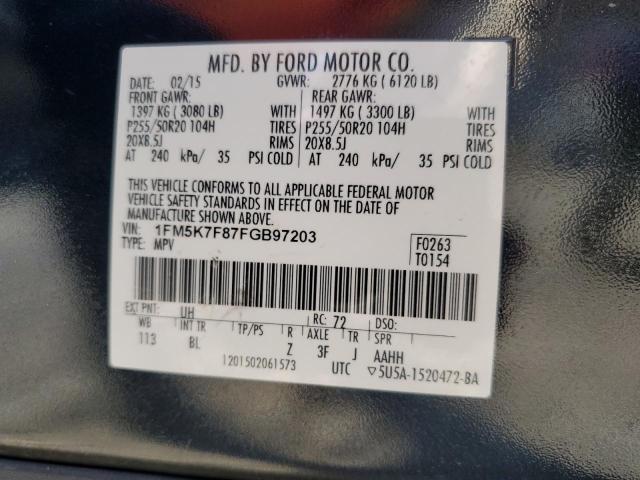 MFD. BY FORD MOTOR CO.
DATE: 02/15 GVWR: 2776 KG ( 6120 LB)
FRONT GAWR: REAR GAWR:
1397 KG ( 3080 LB) WITH 1497 KG ( 3300 LB) WITH
P255/50R20 104H TIRES P255/50R20 104H TIRES
20X8.5J RIMS 20X8.5J RIMS
AT 240 kPa/ 35 PSI COLD AT 240 kPa/ 35 PSI COLD
THIS VEHICLE CONFORMS TO ALL APPLICABLE FEDERAL MOTOR
VEHICLE SAFETY STANDARDS IN EFFECT ON THE DATE OF
MANUFACTURE SHOWN ABOVE.
VIN: 1FM5K7F87FGB97203 F0263
TYPE: MPV T0154
EXT PNT: UH RC: 72 DSO:
WB INT TR TP/PS R AXLE TR SPR
113 BL Z 3F J AAHH
1201502061573 UTC ▽5U5A-1520472-BA